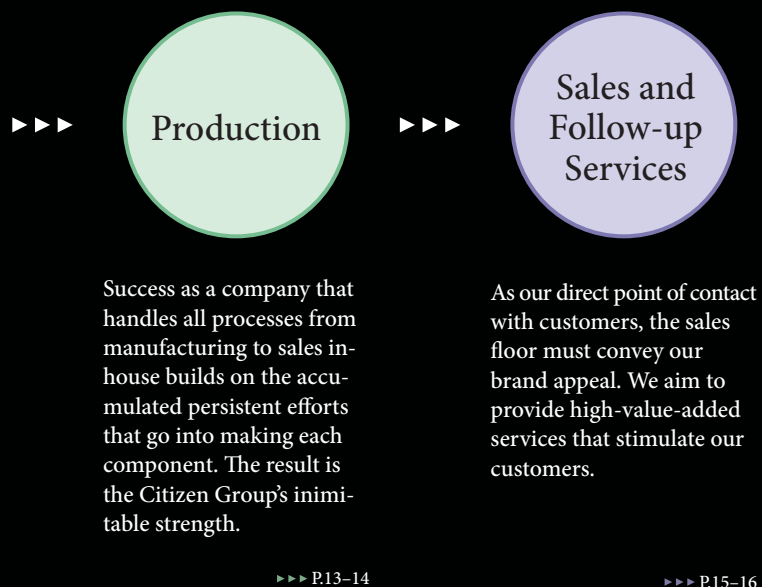 ▶▶▶
Production
Success as a company that
handles all processes from
manufacturing to sales in-
house builds on the accu-
mulated persistent efforts
that go into making each
component. The result is
the Citizen Group's inimi-
table strength.
▶▶▶ P.13–14
▶▶▶
Sales and
Follow-up
Services
As our direct point of contact
with customers, the sales
floor must convey our
brand appeal. We aim to
provide high-value-added
services that stimulate our
customers.
▶▶▶ P.15–16